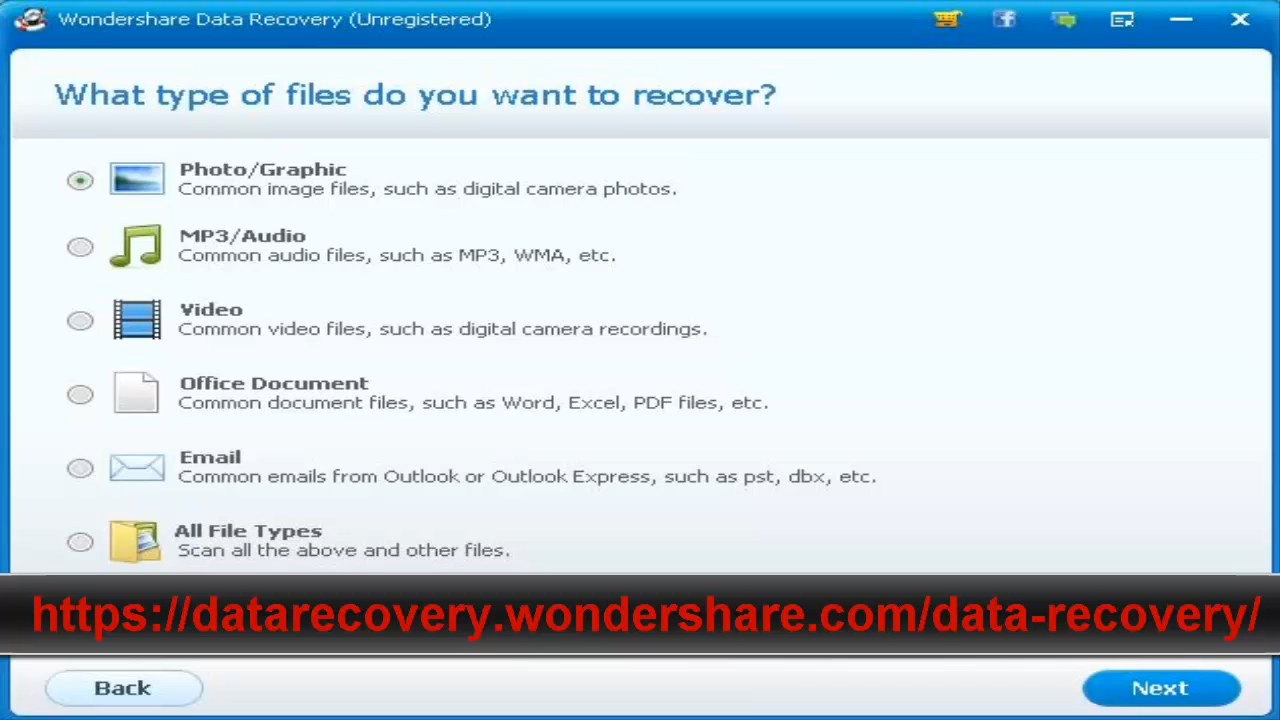 Wondershare Data Recovery (Unregistered)
What type of files do you want to recover?
Photo/Graphic
Common image files, such as digital camera photos.
MP3/Audio
Common audio files, such as MP3, WMA, etc.
Video
Common video files, such as digital camera recordings.
Office Document
Common document files, such as Word, Excel, PDF files, etc.
Email
Common emails from Outlook or Outlook Express, such as pst, dbx, etc.
All File Types
Scan all the above and other files.
https://datarecovery.wondershare.com/data-recovery/
Back
Next